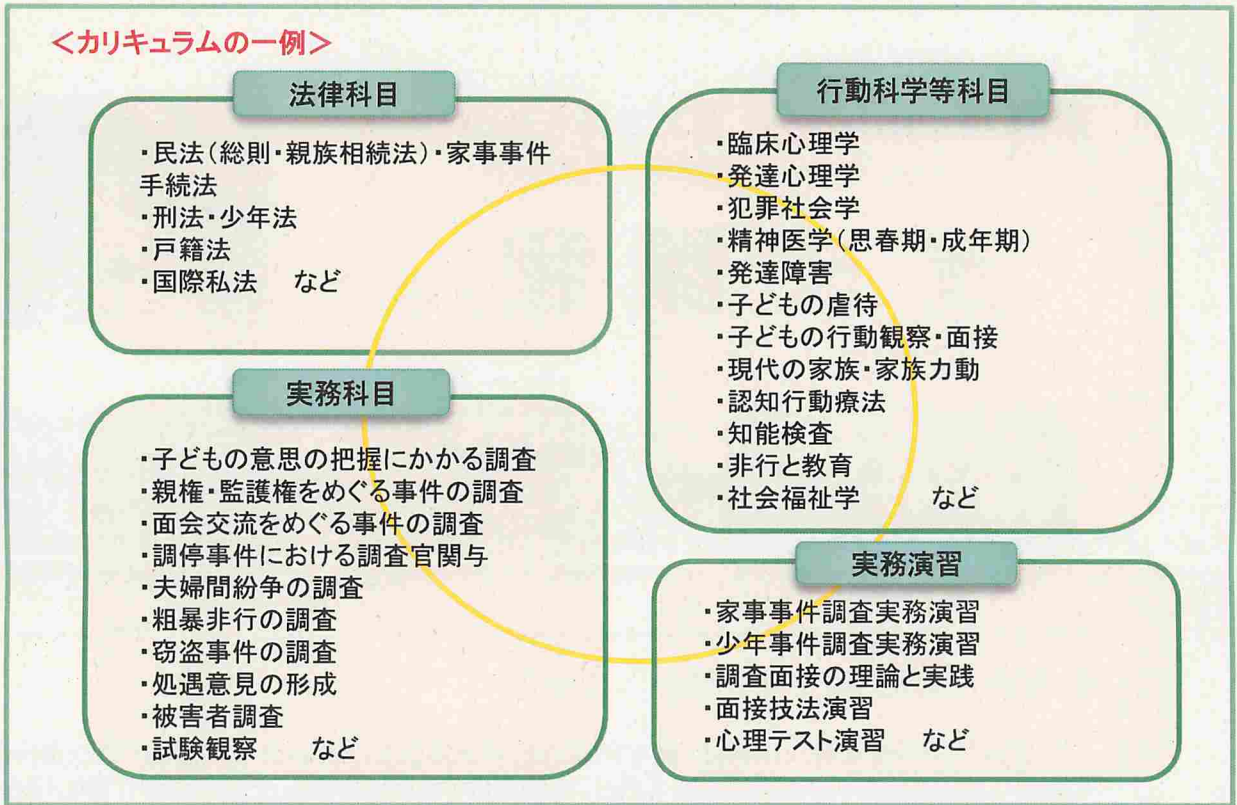 ＜カリキュラムの一例＞
法律科目
・民法（総則・親族相続法）・家事事件
手続法
・刑法・少年法
・戸籍法
・国際私法　など
行動科学等科目
・臨床心理学
・発達心理学
・犯罪社会学
・精神医学（思春期・成年期）
・発達障害
・子どもの虐待
・子どもの行動観察・面接
・現代の家族・家族力動
・認知行動療法
・知能検査
・非行と教育
・社会福祉学　など
実務科目
・子どもの意思の把握にかかる調査
・親権・監護権をめぐる事件の調査
・面会交流をめぐる事件の調査
・調停事件における調査官関与
・夫婦間紛争の調査
・粗暴非行の調査
・窃盗事件の調査
・処遇意見の形成
・被害者調査
・試験観察　など
実務演習
・家事事件調査実務演習
・少年事件調査実務演習
・調査面接の理論と実践
・面接技法演習
・心理テスト演習　など